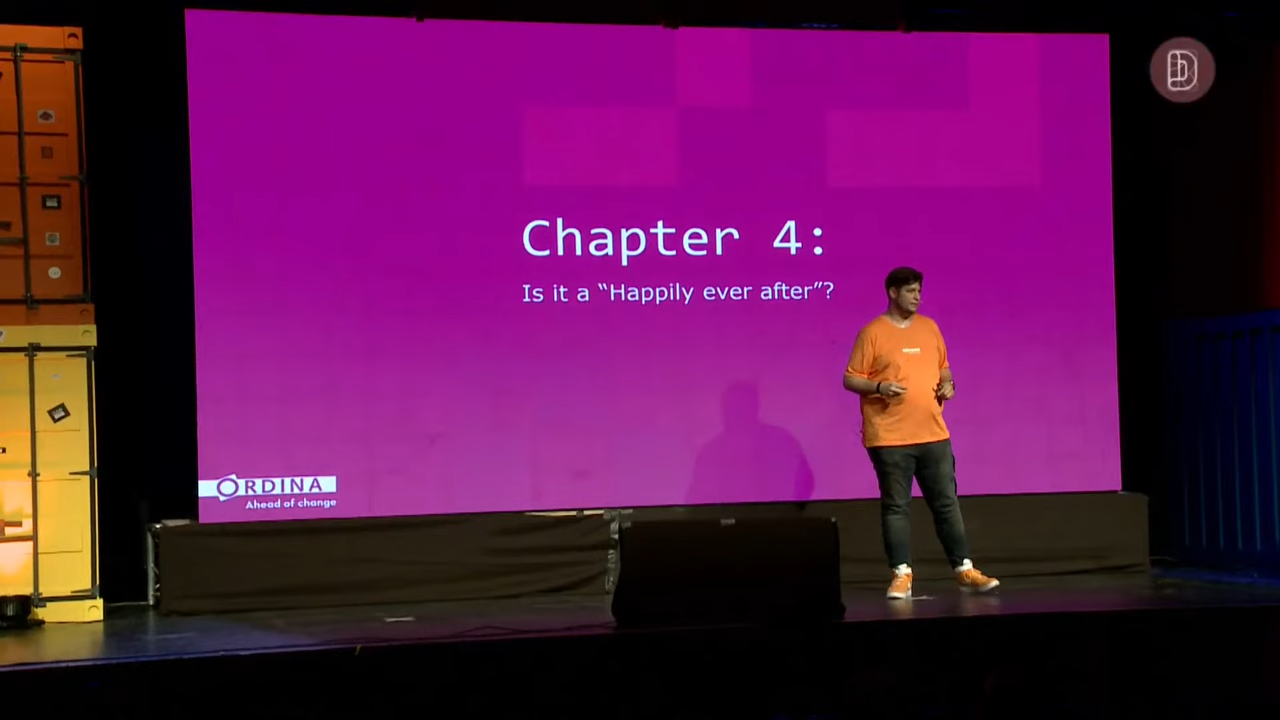 Chapter 4:
Is it a “Happily ever after”?
ORDINA
Ahead of change